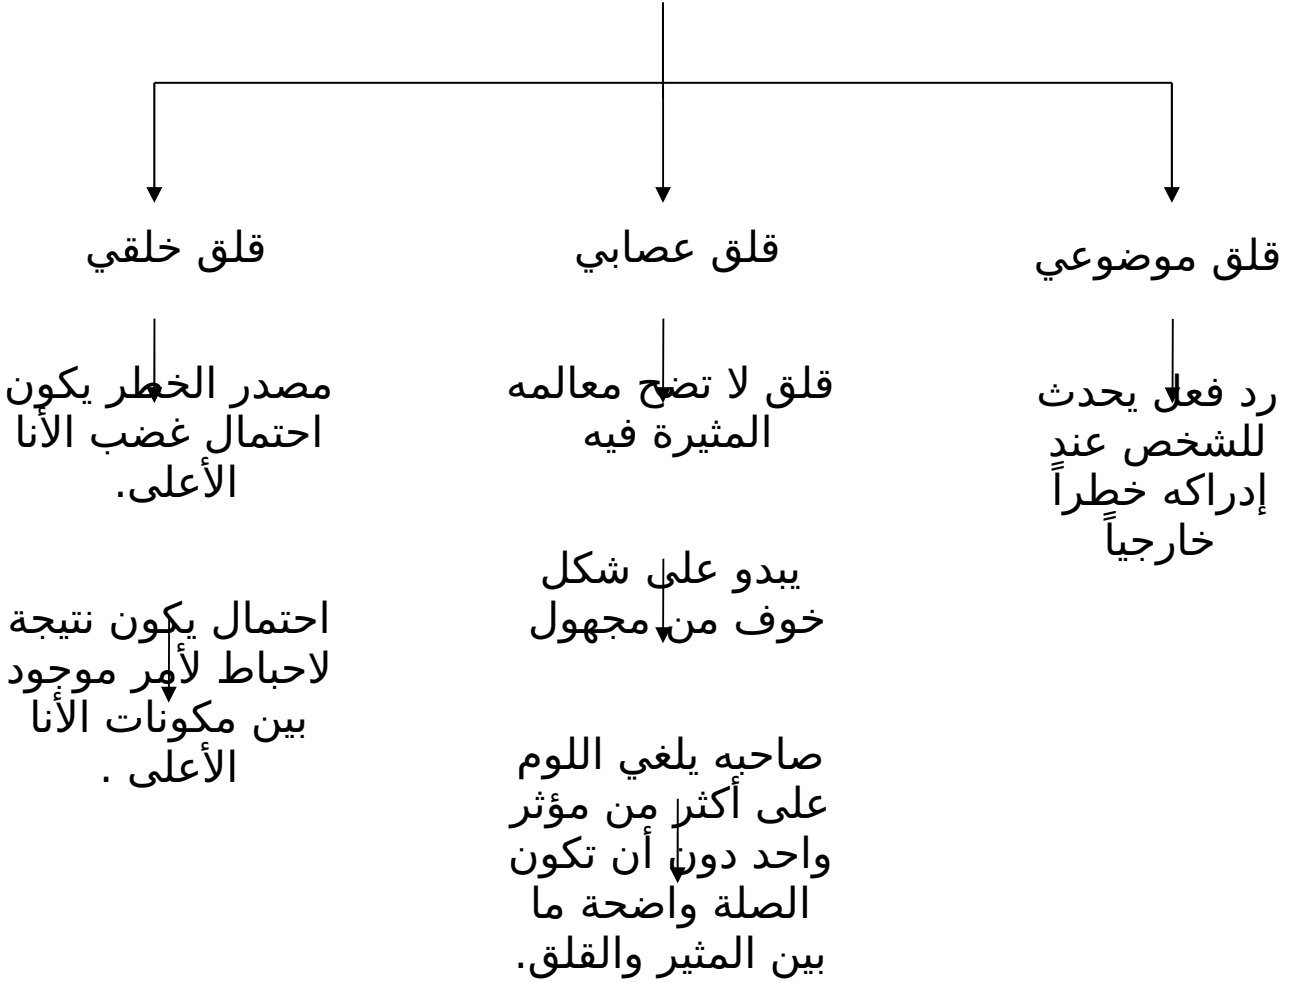 قلق موضوعي
رد فعل يحدث
للشخص عند
إدراكه خطراً
خارجياً
قلق عصابي
قلق لا تضح معالمه
المثيرة فيه
يبدو على شكل
خوف من مجهول
صاحبه يلغي اللوم
على أكثر من مؤثر
واحد دون أن تكون
الصلة واضحة ما
بين المثير والقلق.
قلق خلقي
مصدر الخطر يكون
احتمال غضب الأنا
الأعلى.
احتمال يكون نتيجة
لاحباط لأمر موجود
بين مكونات الأنا
الأعلى .